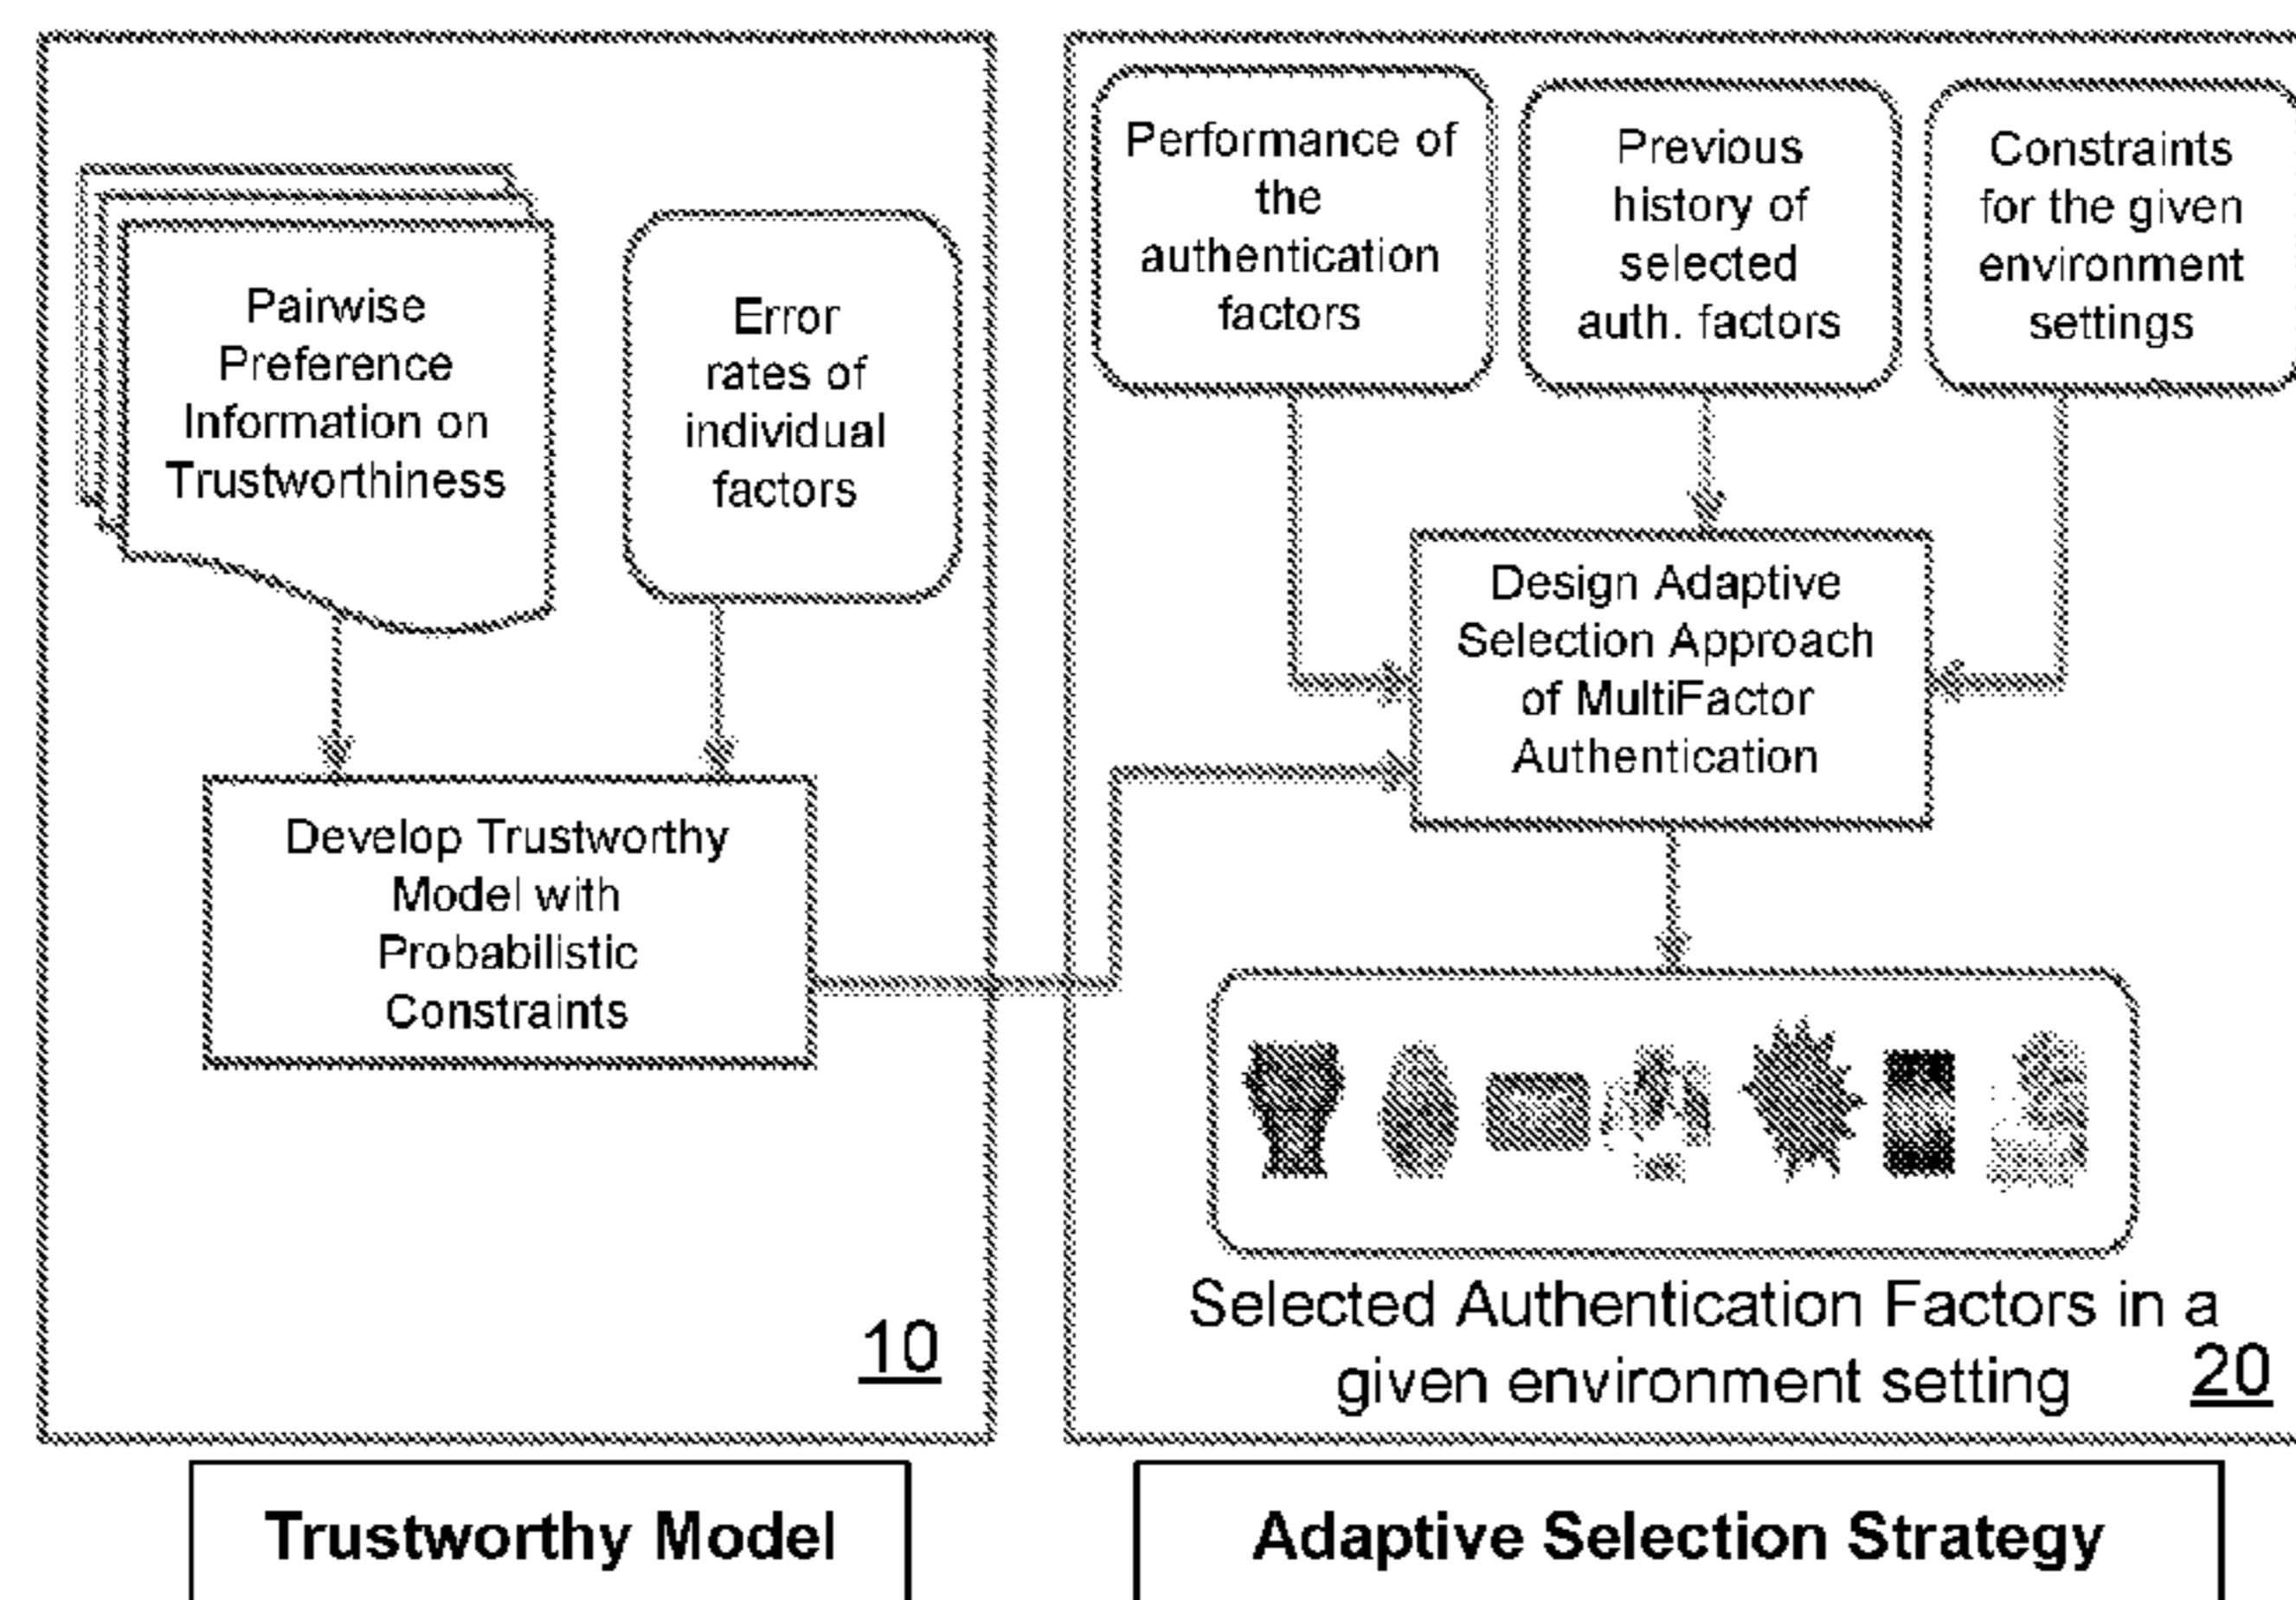 Pairwise
Preference
Information on
Trustworthiness
Error
rates of
individual
factors
Develop Trustworthy
Model with
Probabilistic
Constraints
10
Performance of
the
authentication
factors
Previous
history of
selected
auth. factors
Constraints
for the given
environment
settings
Design Adaptive
Selection Approach
of MultiFactor
Authentication
Selected Authentication Factors in a
given environment setting
20
Trustworthy Model
Adaptive Selection Strategy